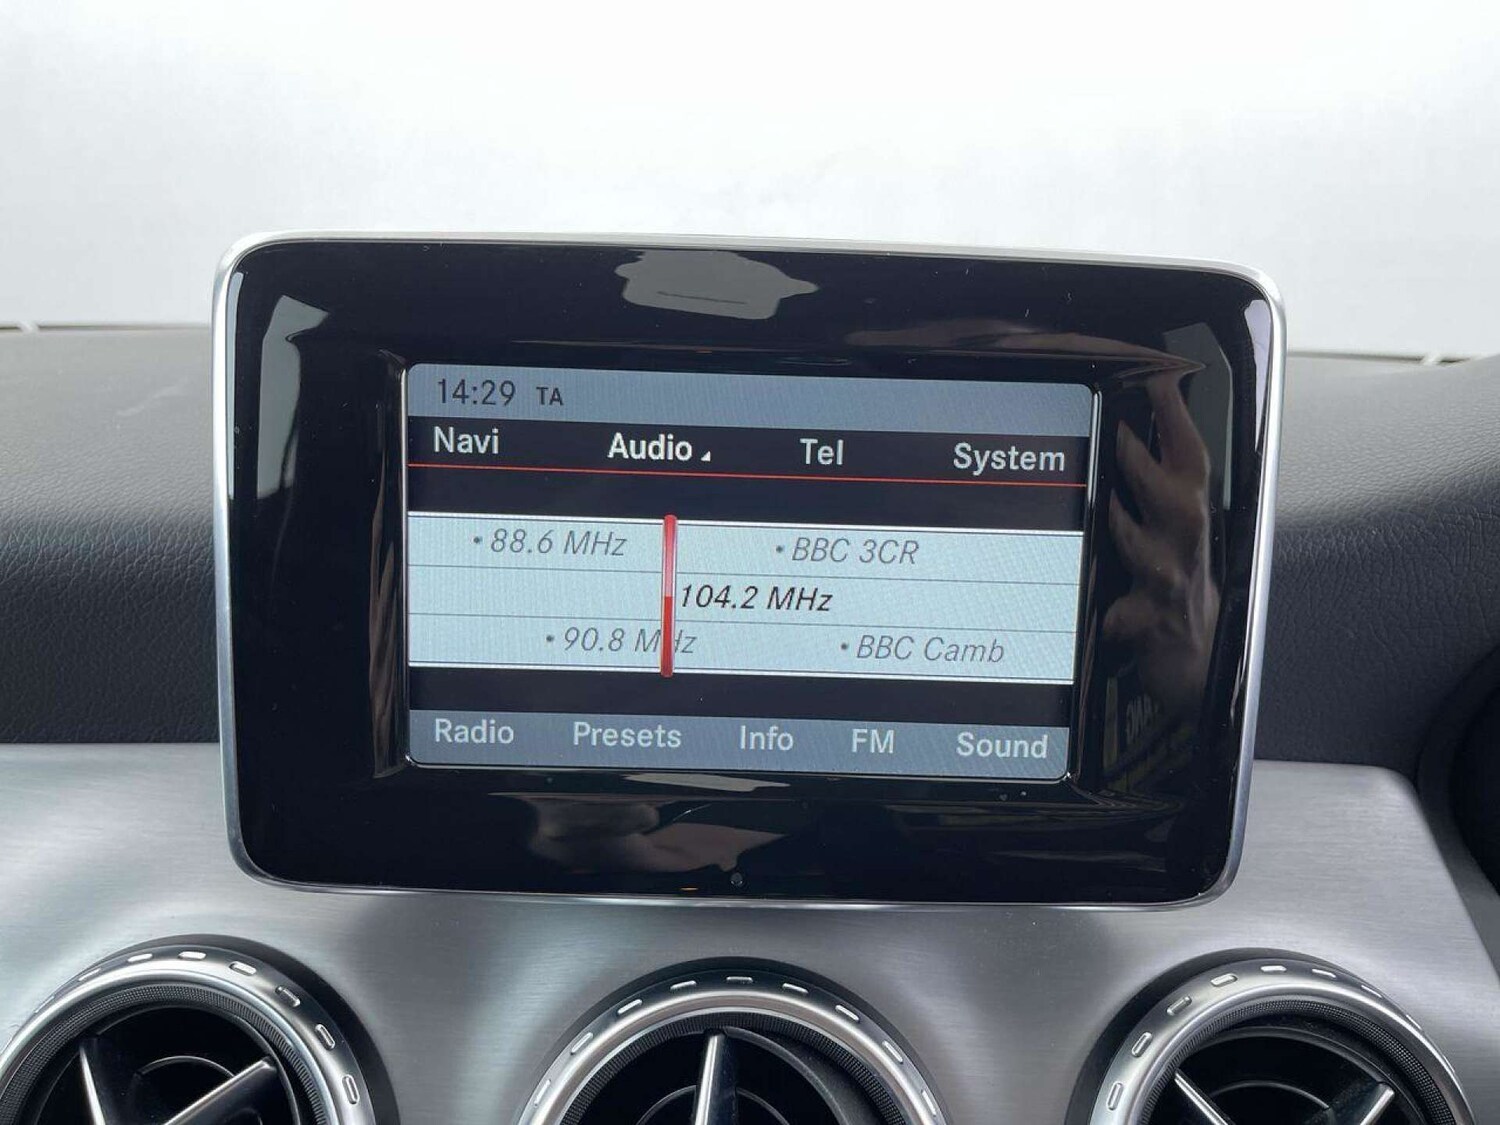 14:29 TA
Navi Audio Tel System
• 88.6 MHz • BBC 3CR
104.2 MHz
• 90.8 MHz • BBC Camb
Radio Presets Info FM Sound